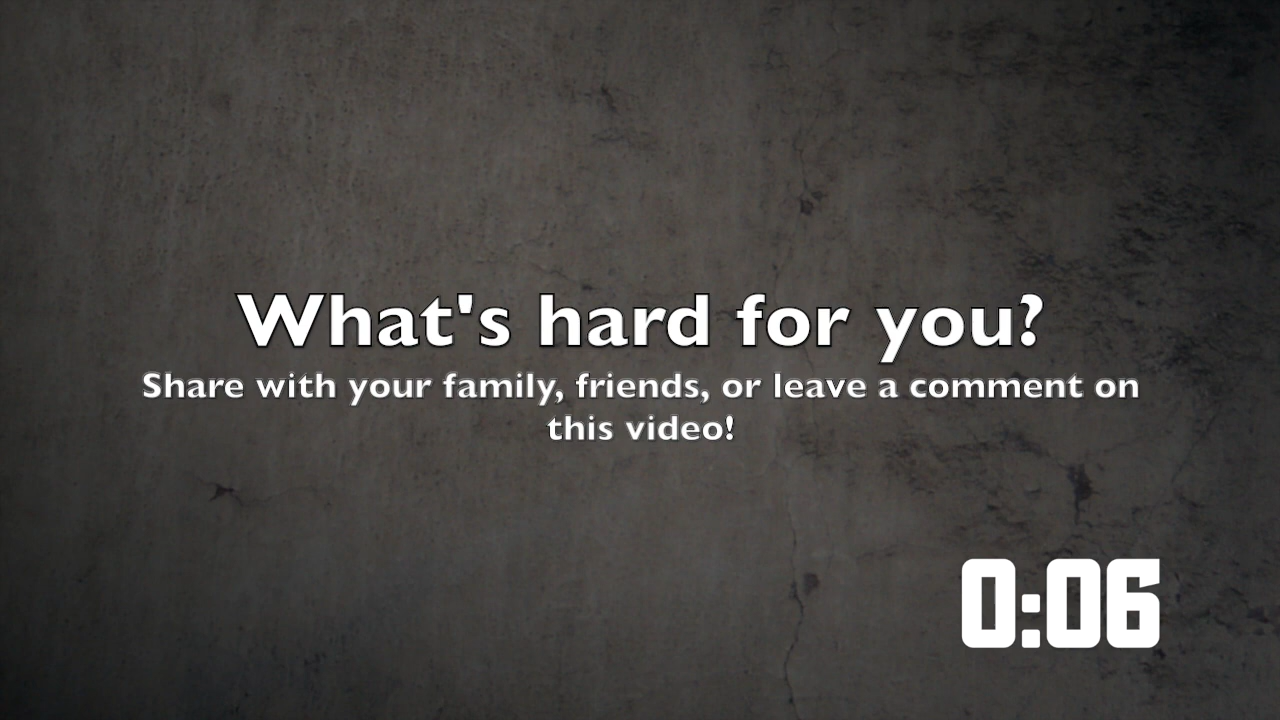 What's hard for you?
Share with your family, friends, or leave a comment on
this video!
0:06